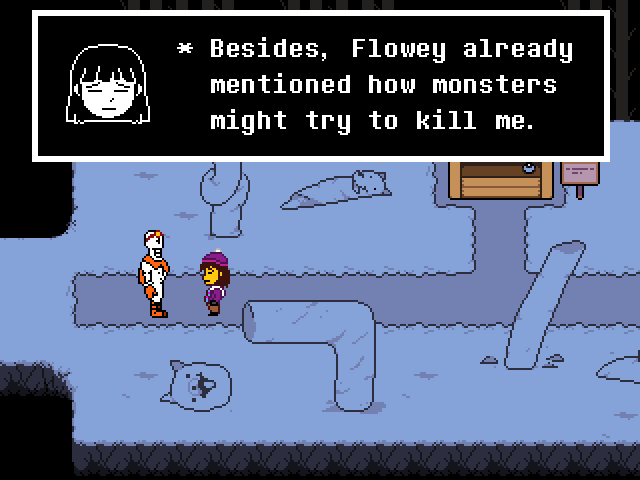 * Besides, Flowey already
mentioned how monsters
might try to kill me.